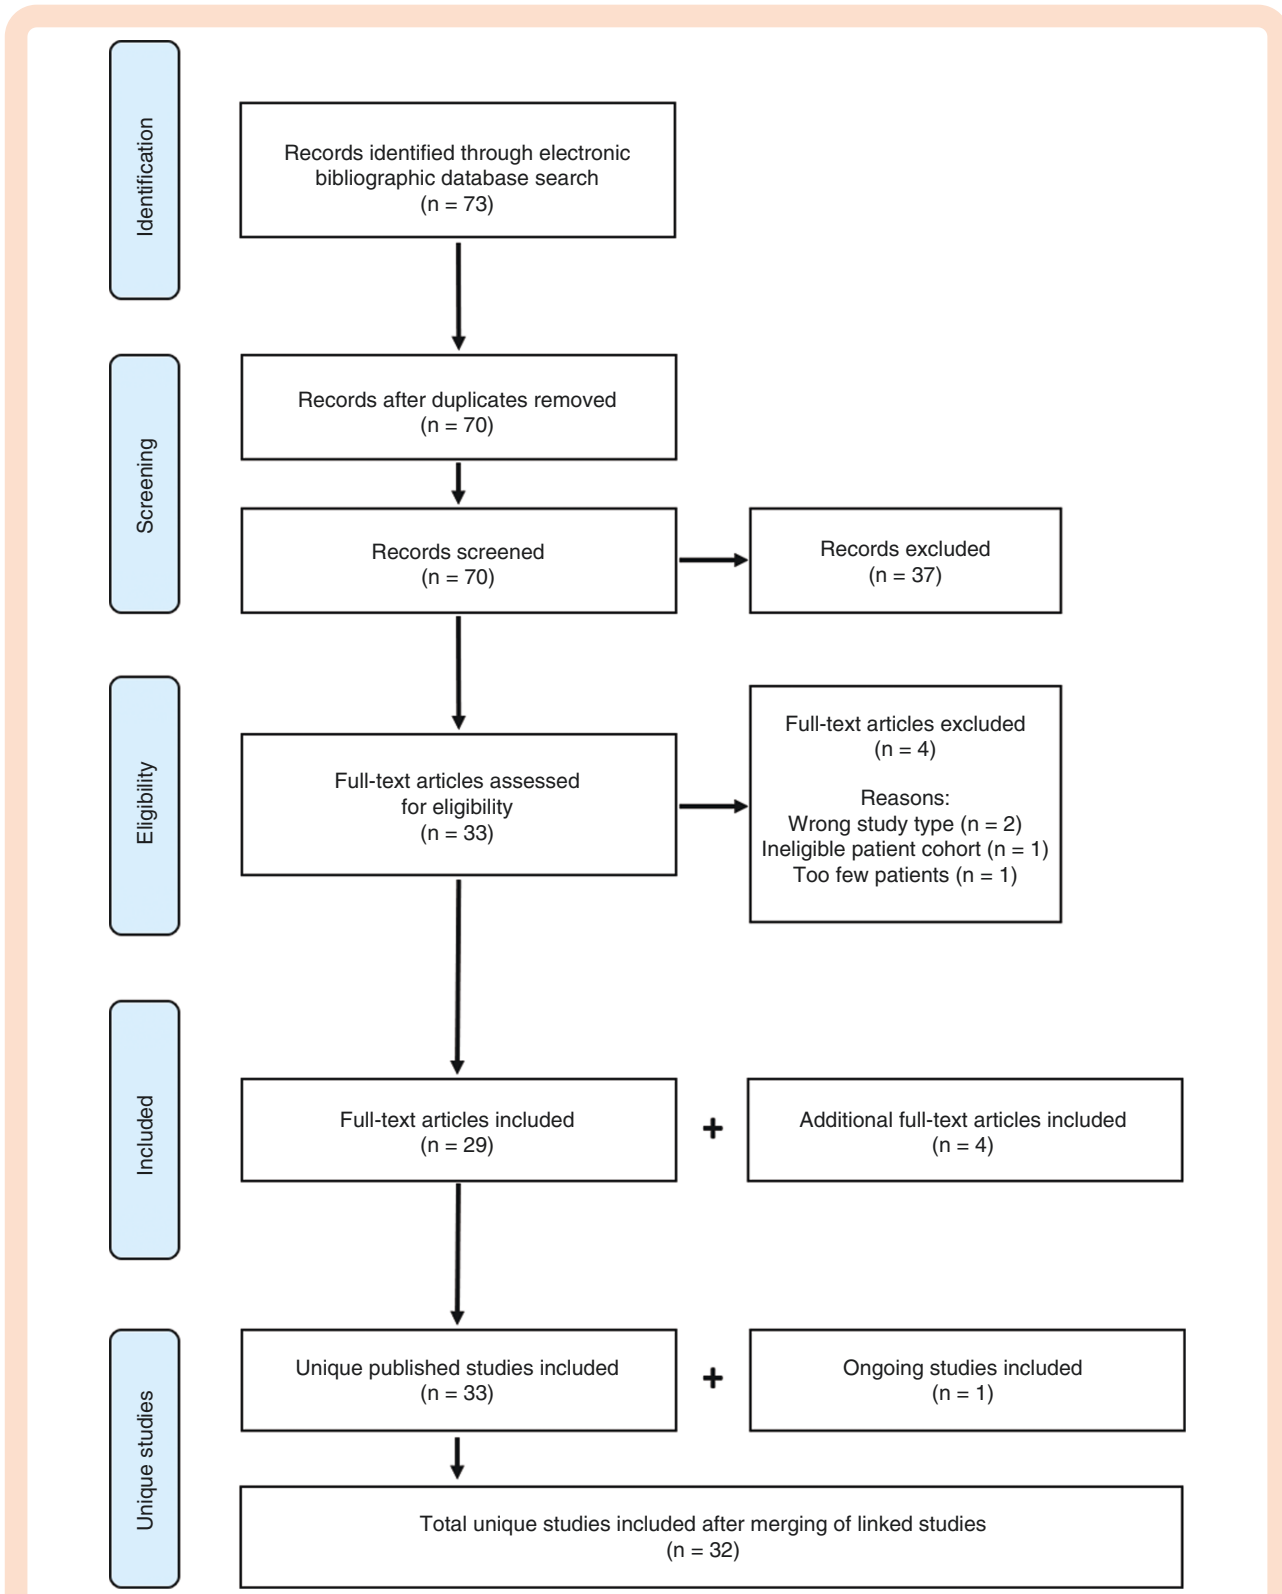 Identification
Records identified through electronic
bibliographic database search
(n = 73)
Screening
Records after duplicates removed
(n = 70)
Records screened
(n = 70)
Records excluded
(n = 37)
Eligibility
Full-text articles assessed
for eligibility
(n = 33)
Full-text articles excluded
(n = 4)
Reasons:
Wrong study type (n = 2)
Ineligible patient cohort (n = 1)
Too few patients (n = 1)
Included
Full-text articles included
(n = 29)
+
Additional full-text articles included
(n = 4)
Unique studies
Unique published studies included
(n = 33)
+
Ongoing studies included
(n = 1)
Total unique studies included after merging of linked studies
(n = 32)